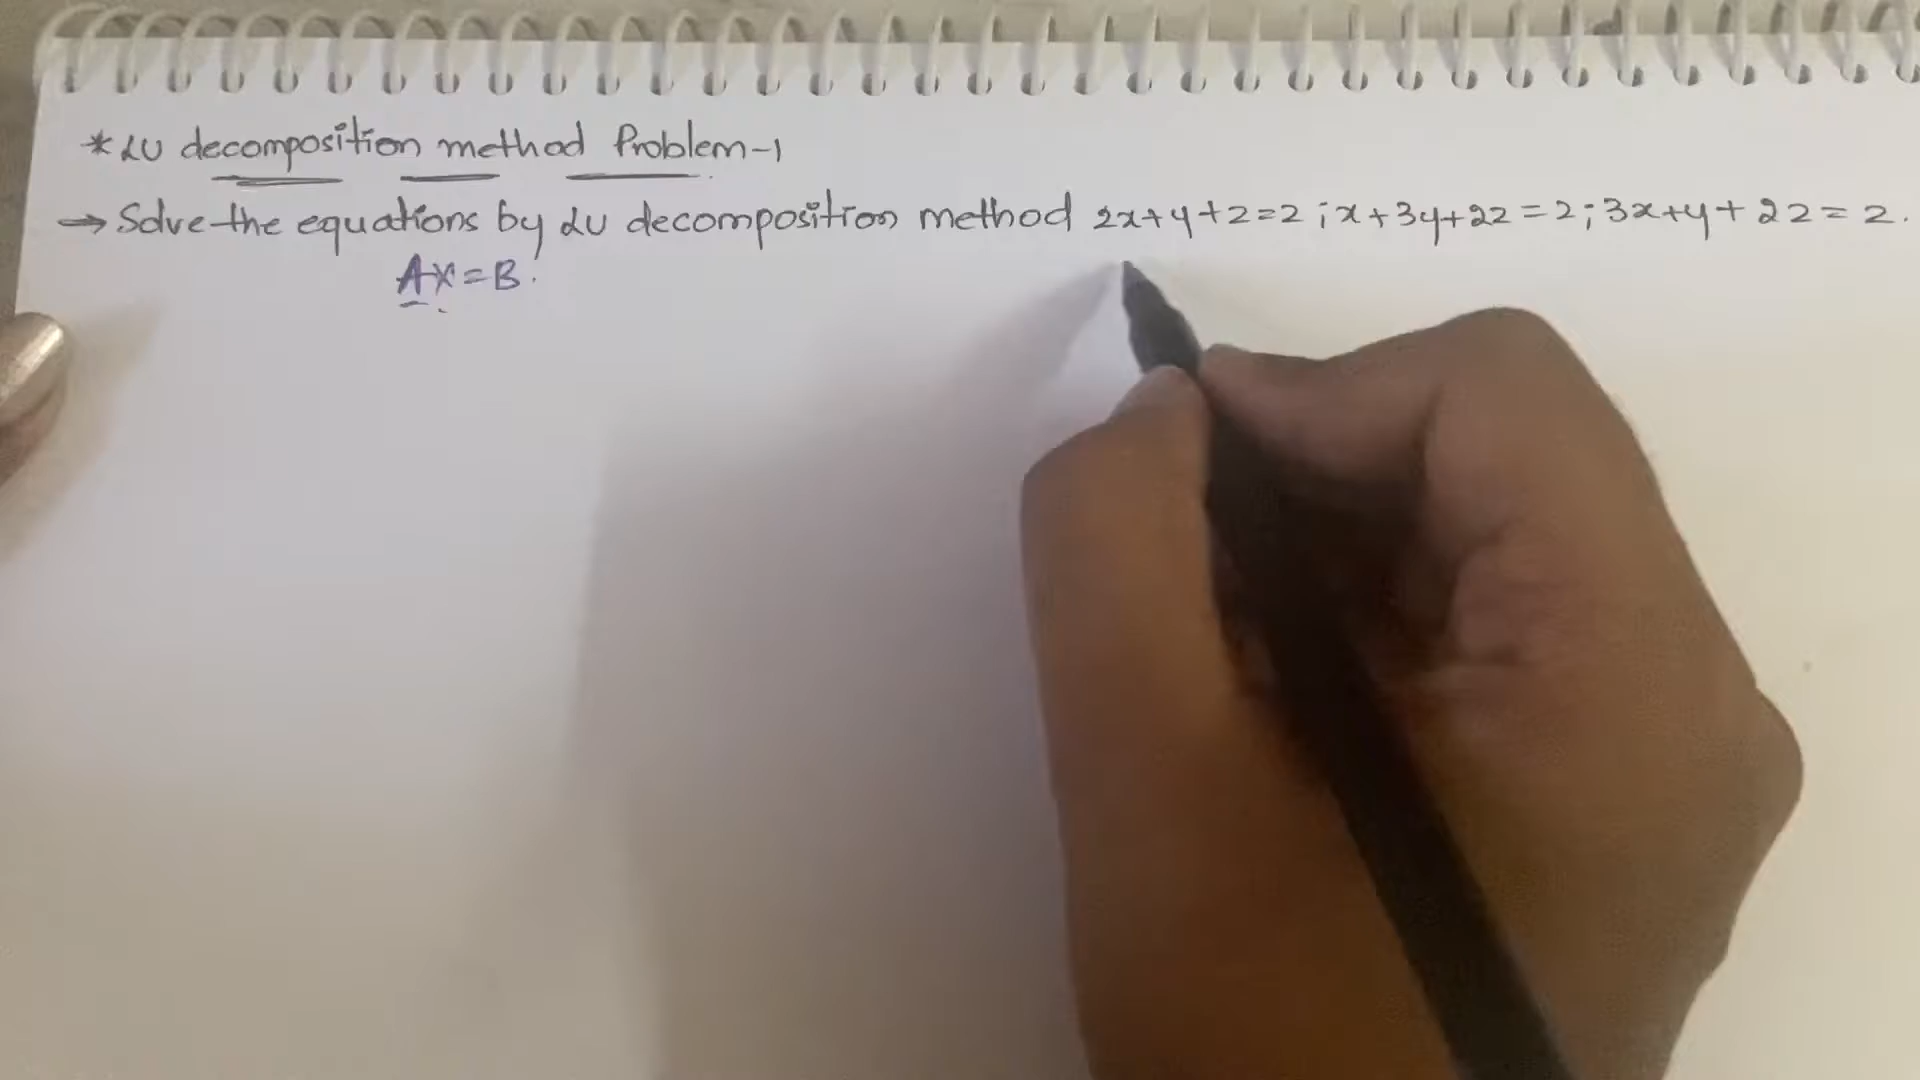 * LU decomposition method Problem-1
→ Solve the equations by LU decomposition method 2x+y+z=2; x+3y+2z=2; 3x+y+2z=2.
AX=B.